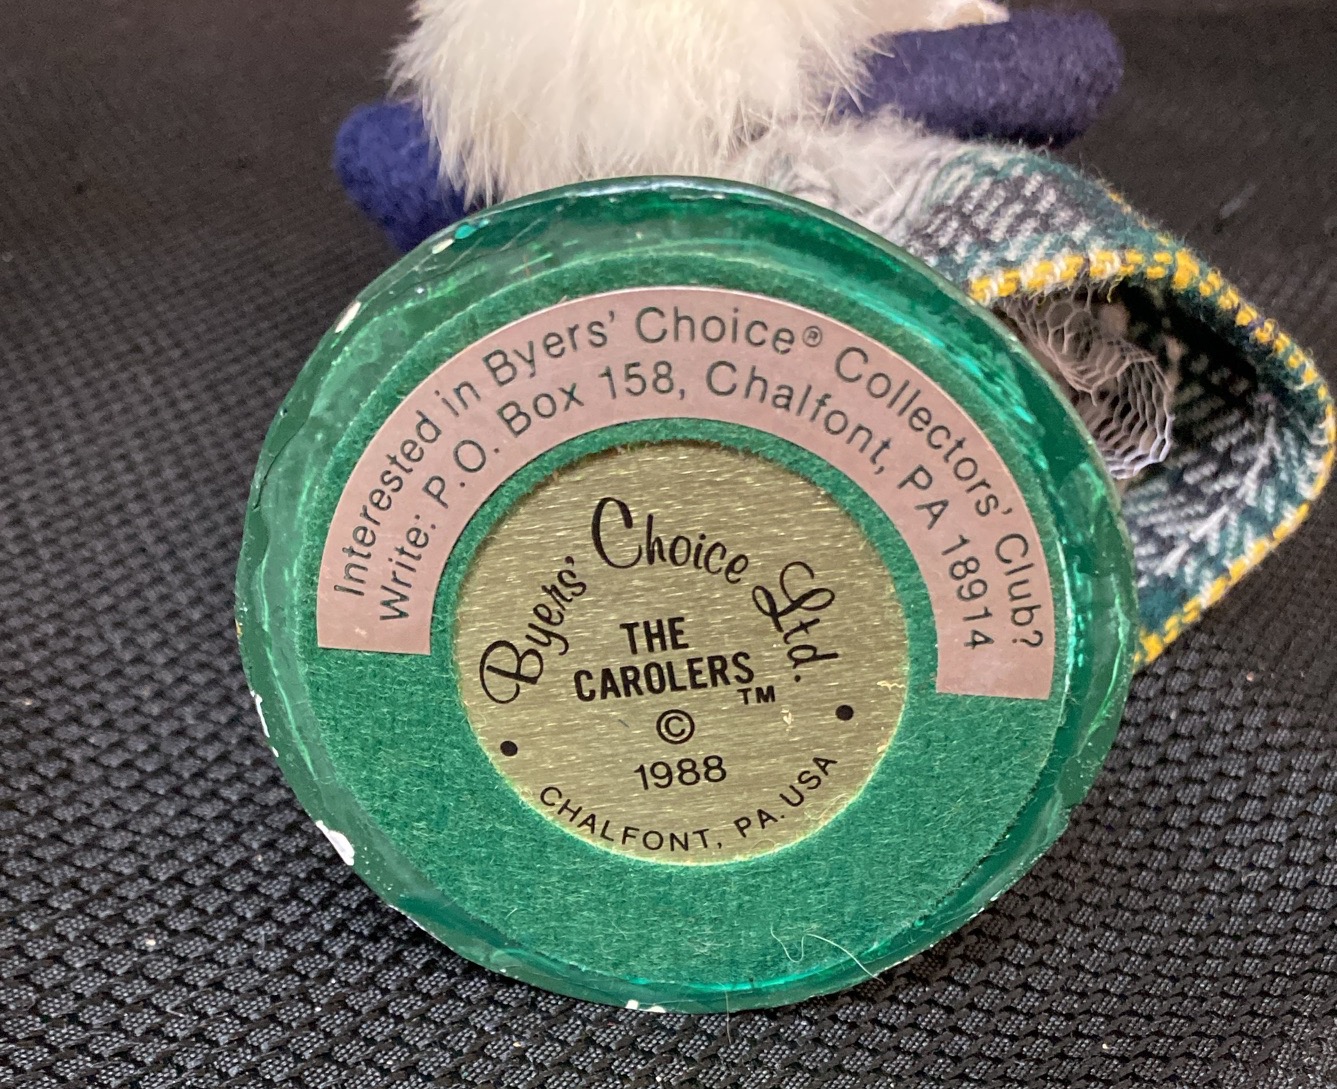 Interested in Byers' Choice® Collectors' Club?
Write: P.O. Box 158, Chalfont, PA 18914
Byers' Choice Ltd.
THE
CAROLERS™
©
1988
CHALFONT, PA. USA